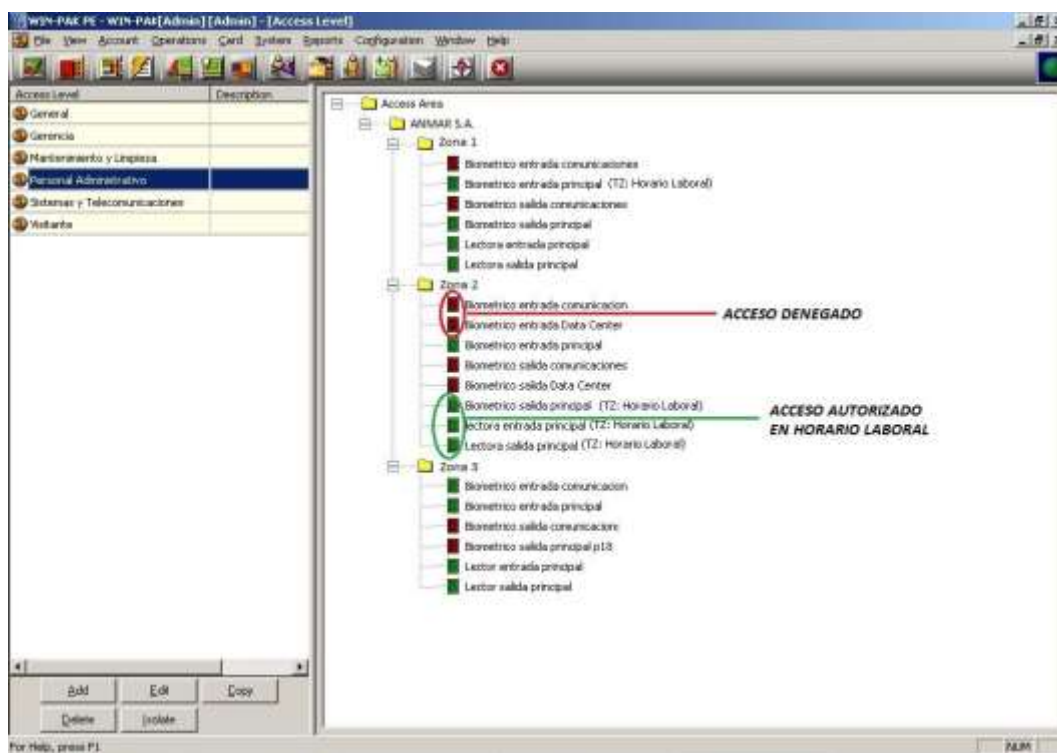 WIN-PAK PE - WIN-PAK[Admin] [Admin] - [Access Level]
File View Account Operations Card System Reports Configuration Window Help
Access Level Description
General
Gerencia
Mantenimiento y Limpieza
Personal Administrativo
Sistemas y Telecomunicaciones
Visitante
Access Area
ANMAR S.A.
Zona 1
Biometrico entrada comunicaciones
Biometrico entrada principal (TZ: Horario Laboral)
Biometrico salida comunicaciones
Biometrico salida principal
Lectora entrada principal
Lectora salida principal
Zona 2
Biometrico entrada comunicacion
Biometrico entrada Data Center
Biometrico entrada principal
Biometrico salida comunicaciones
Biometrico salida Data Center
Biometrico salida principal (TZ: Horario Laboral)
lectora entrada principal (TZ: Horario Laboral)
Lectora salida principal (TZ: Horario Laboral)
Zona 3
Biometrico entrada comunicacion
Biometrico entrada principal
Biometrico salida comunicacions
Biometrico salida principal p18
Lector entrada principal
Lector salida principal
ACCESO DENEGADO
ACCESO AUTORIZADO
EN HORARIO LABORAL
Add Edit Copy
Delete Isolate
For Help, press F1
NUM